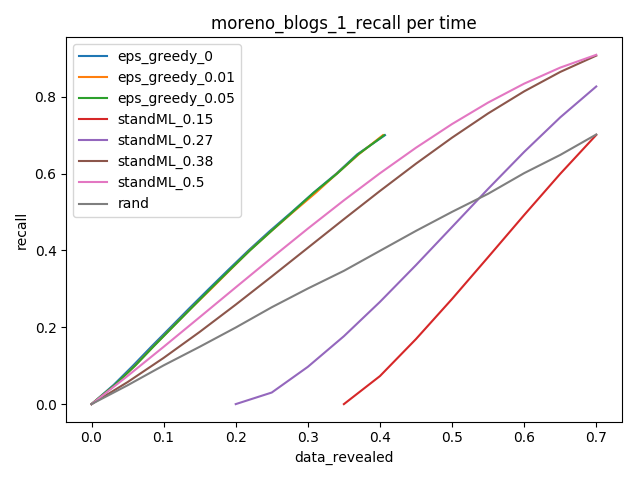 moreno_blogs_1_recall per time
eps_greedy_0
eps_greedy_0.01
eps_greedy_0.05
standML_0.15
standML_0.27
standML_0.38
standML_0.5
rand
recall
0.8
0.6
0.4
0.2
0.0
0.0 0.1 0.2 0.3 0.4 0.5 0.6 0.7
data_revealed